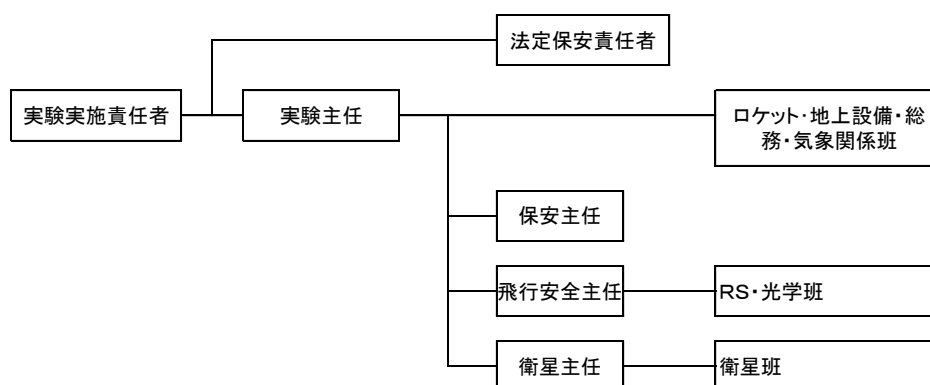 法定保安責任者
実験実施責任者
実験主任
ロケット・地上設備・総
務・気象関係班
保安主任
飛行安全主任
RS・光学班
衛星主任
衛星班